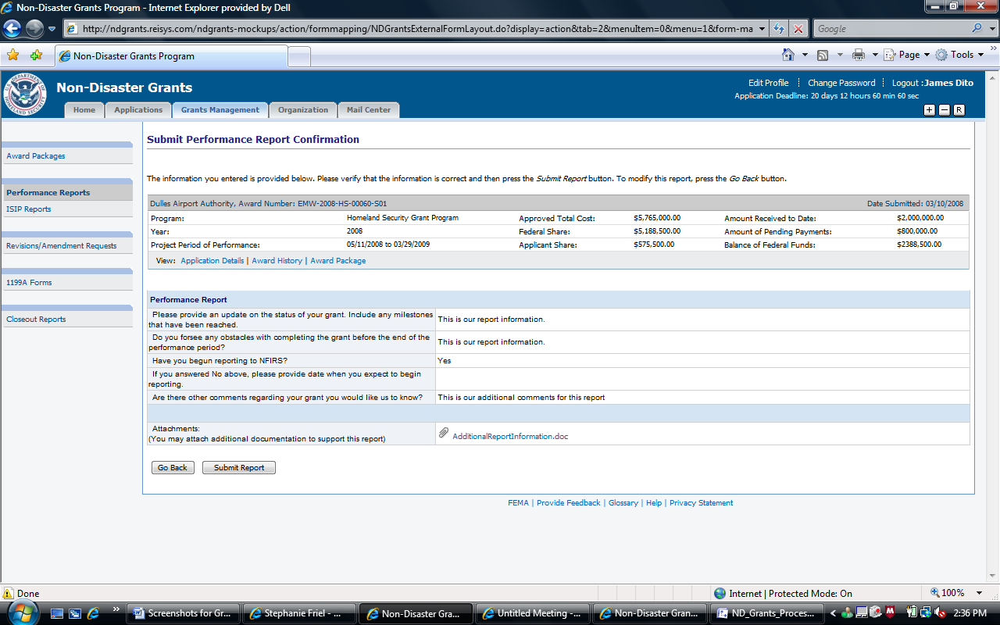 Non-Disaster Grants Program - Internet Explorer provided by Dell
http://ndgrants.reisys.com/ndgrants-mockups/action/formmapping/NDGrantsExternalFormLayout.do?display=action&tab=2&menuItem=0&menu=1&form-ma
Google
Non-Disaster Grants Program
Page
Tools
Non-Disaster Grants
Edit Profile | Change Password | Logout :James Dito
Application Deadline: 20 days 12 hours 60 min 60 sec
+ − R
Home Applications Grants Management Organization Mail Center
Award Packages
Performance Reports
ISIP Reports
Revisions/Amendment Requests
1199A Forms
Closeout Reports
Submit Performance Report Confirmation
The information you entered is provided below. Please verify that the information is correct and then press the Submit Report button. To modify this report, press the Go Back button.
Dulles Airport Authority, Award Number: EMW-2008-HS-00060-S01 Date Submitted: 03/10/2008
Program: Homeland Security Grant Program Approved Total Cost: $5,765,000.00 Amount Received to Date: $2,000,000.00
Year: 2008 Federal Share: $5,188,500.00 Amount of Pending Payments: $800,000.00
Project Period of Performance: 05/11/2008 to 03/29/2009 Applicant Share: $575,500.00 Balance of Federal Funds: $2388,500.00
View: Application Details | Award History | Award Package
Performance Report
Please provide an update on the status of your grant. Include any milestones
that have been reached.
This is our report information.
Do you forsee any obstacles with completing the grant before the end of the
performance period?
This is our report information.
Have you begun reporting to NFIRS? Yes
If you answered No above, please provide date when you expect to begin
reporting.
Are there other comments regarding your grant you would like us to know? This is our additional comments for this report
Attachments:
(You may attach additional documentation to support this report)
AdditionalReportInformation.doc
Go Back Submit Report
FEMA | Provide Feedback | Glossary | Help | Privacy Statement
Done
Internet | Protected Mode: On
100%
Screenshots for Gr...
Stephanie Friel - ...
Non-Disaster Gra...
Untitled Meeting -...
Non-Disaster Gran...
ND_Grants_Proces...
2:36 PM